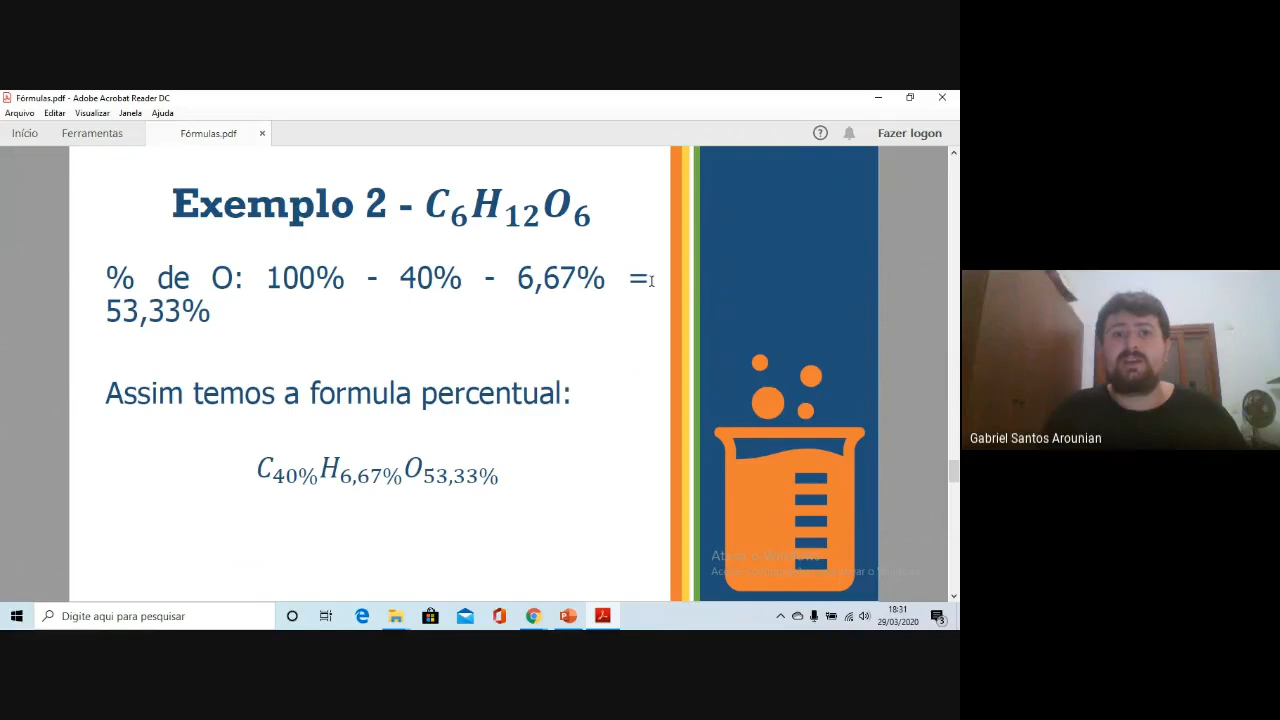 Fórmulas.pdf - Adobe Acrobat Reader DC
Arquivo Editar Visualizar Janela Ajuda
Início Ferramentas Fórmulas.pdf × ? Fazer logon
Exemplo 2 - C₆H₁₂O₆
% de O: 100% - 40% - 6,67% =
53,33%
Assim temos a formula percentual:
C₄₀%H₆,₆₇%O₅₃,₃₃%
Gabriel Santos Arounian
Digite aqui para pesquisar
18:31
29/03/2020
3